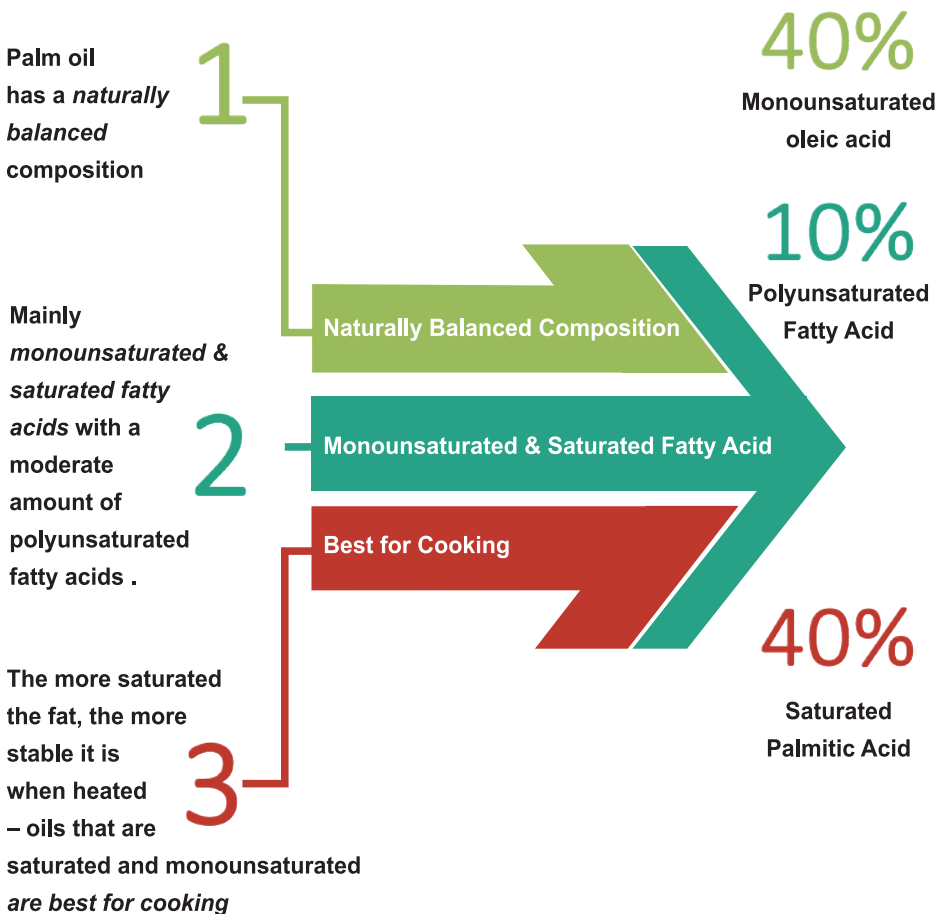 Palm oil
has a naturally
balanced
composition
1
40%
Monounsaturated
oleic acid
10%
Polyunsaturated
Fatty Acid
Naturally Balanced Composition
Mainly
monounsaturated &
saturated fatty
acids with a
moderate
amount of
polyunsaturated
fatty acids .
2
Monounsaturated & Saturated Fatty Acid
Best for Cooking
40%
Saturated
Palmitic Acid
The more saturated
the fat, the more
stable it is
when heated
– oils that are
saturated and monounsaturated
are best for cooking
3